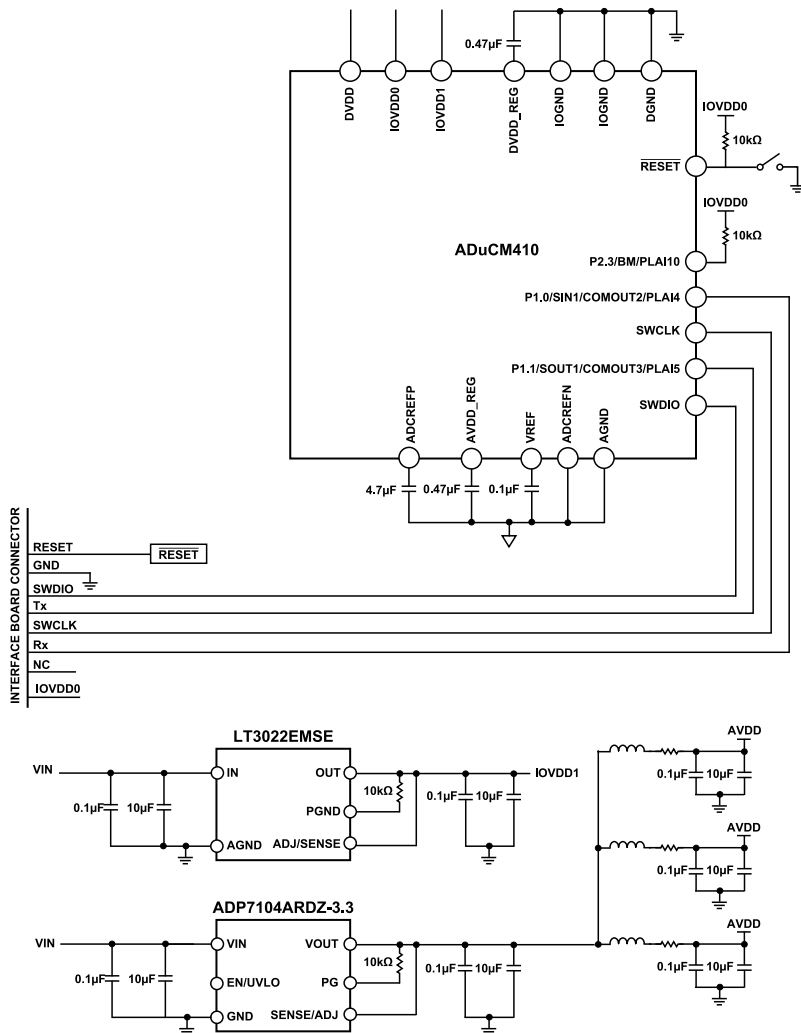 0.47µF
DVDD
IOVDD0
IOVDD1
DVDD_REG
IOGND
IOGND
DGND
IOVDD0
10kΩ
RESET
IOVDD0
10kΩ
ADuCM410
P2.3/BM/PLAI10
P1.0/SIN1/COMOUT2/PLAI4
SWCLK
P1.1/SOUT1/COMOUT3/PLAI5
SWDIO
ADCREFP
AVDD_REG
VREF
ADCREFN
AGND
4.7µF
0.47µF
0.1µF
INTERFACE BOARD CONNECTOR
RESET
RESET
GND
SWDIO
Tx
SWCLK
Rx
NC
IOVDD0
LT3022EMSE
VIN
IN
OUT
IOVDD1
0.1µF
10µF
10kΩ
PGND
0.1µF
10µF
AGND
ADJ/SENSE
ADP7104ARDZ-3.3
VIN
VIN
VOUT
0.1µF
10µF
EN/UVLO
10kΩ
PG
0.1µF
10µF
GND
SENSE/ADJ
AVDD
0.1µF
10µF
AVDD
0.1µF
10µF
AVDD
0.1µF
10µF